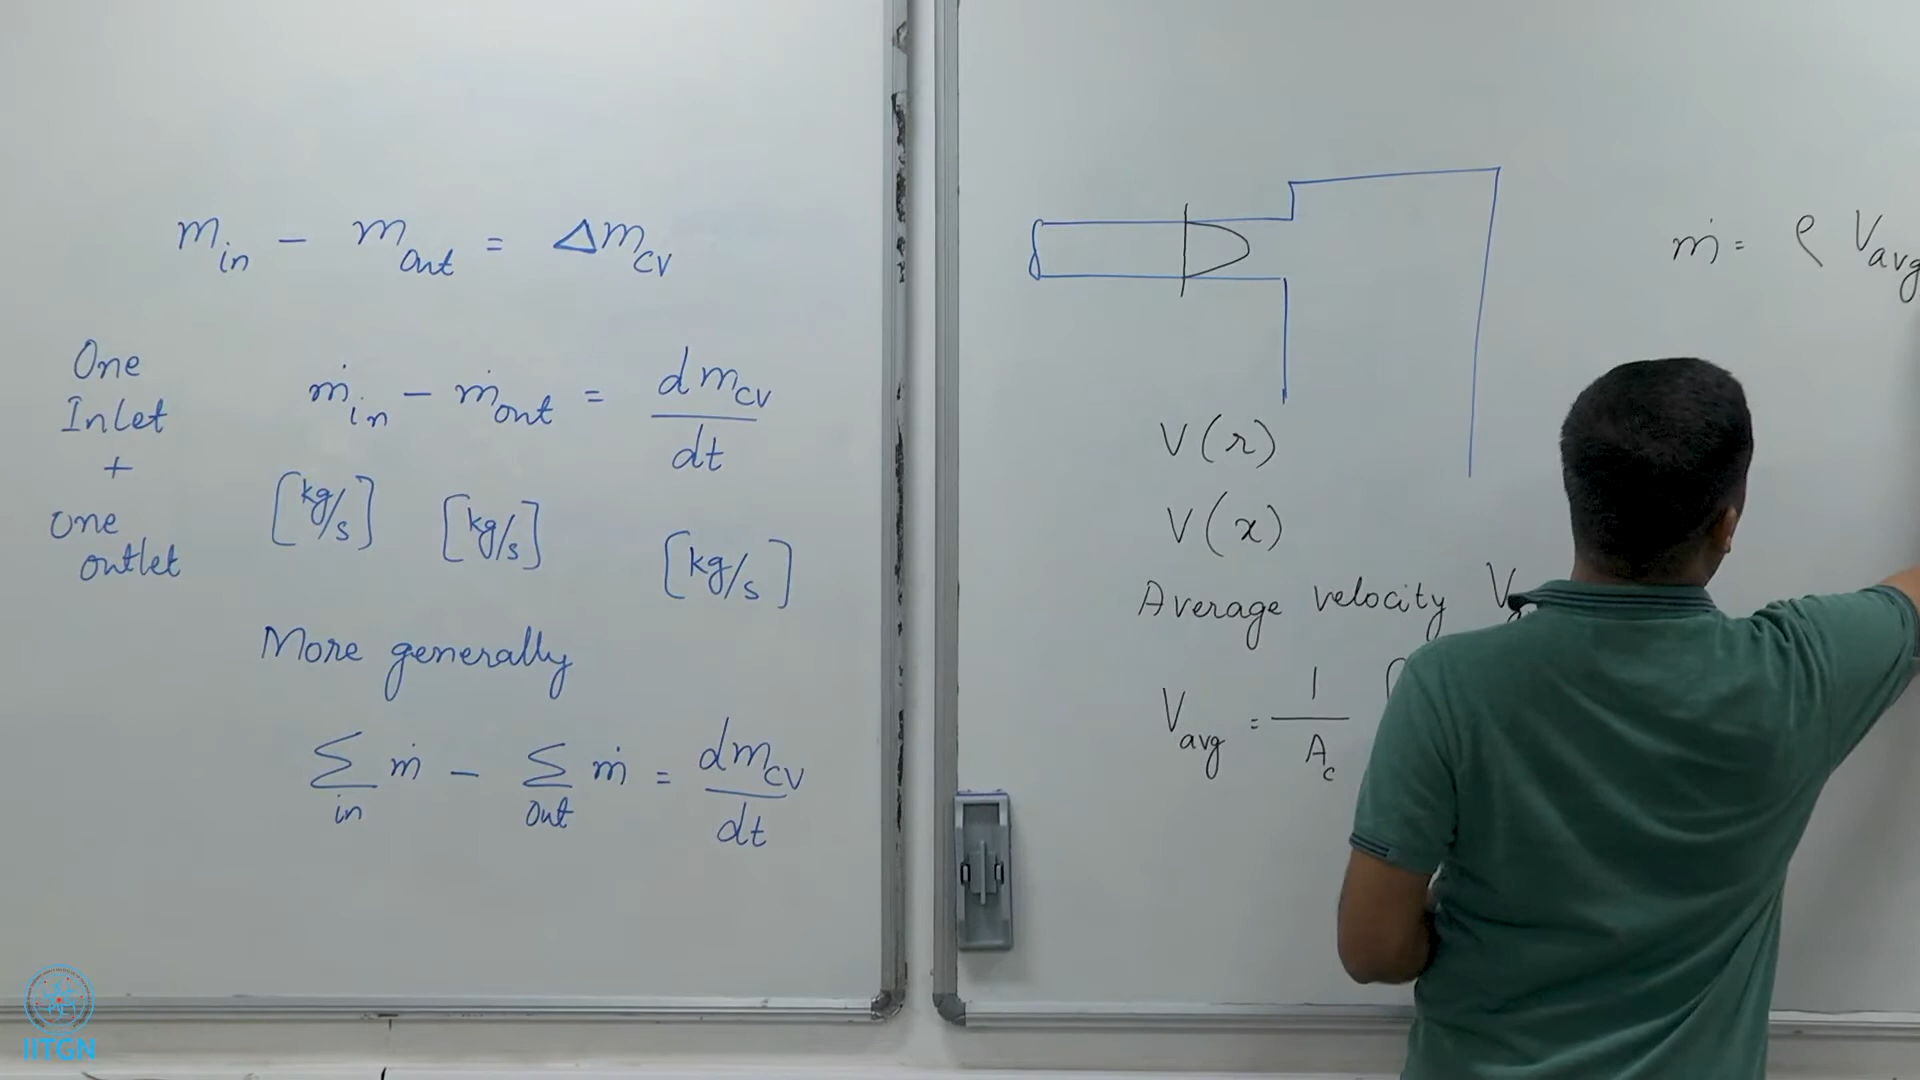 m_in - m_out = Δm_cv
One
Inlet
+
One
outlet
ṁ_in - ṁ_out = dm_cv/dt
[kg/s] [kg/s] [kg/s]
More generally
Σ_in ṁ - Σ_out ṁ = dm_cv/dt
ṁ = ρ V_avg
V(r)
V(x)
Average velocity
V_avg = 1/A_c
IITGN